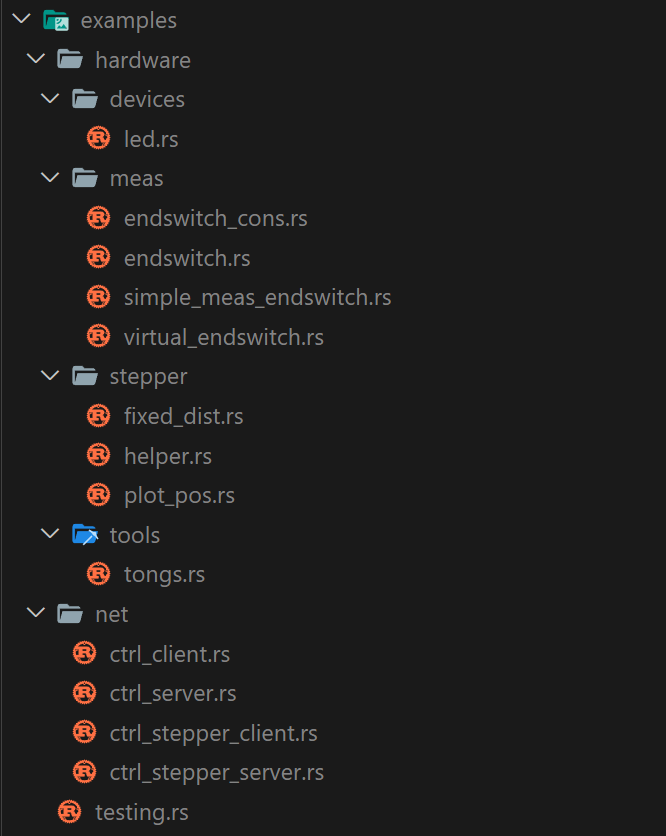 examples
hardware
devices
led.rs
meas
endswitch_cons.rs
endswitch.rs
simple_meas_endswitch.rs
virtual_endswitch.rs
stepper
fixed_dist.rs
helper.rs
plot_pos.rs
tools
tongs.rs
net
ctrl_client.rs
ctrl_server.rs
ctrl_stepper_client.rs
ctrl_stepper_server.rs
testing.rs